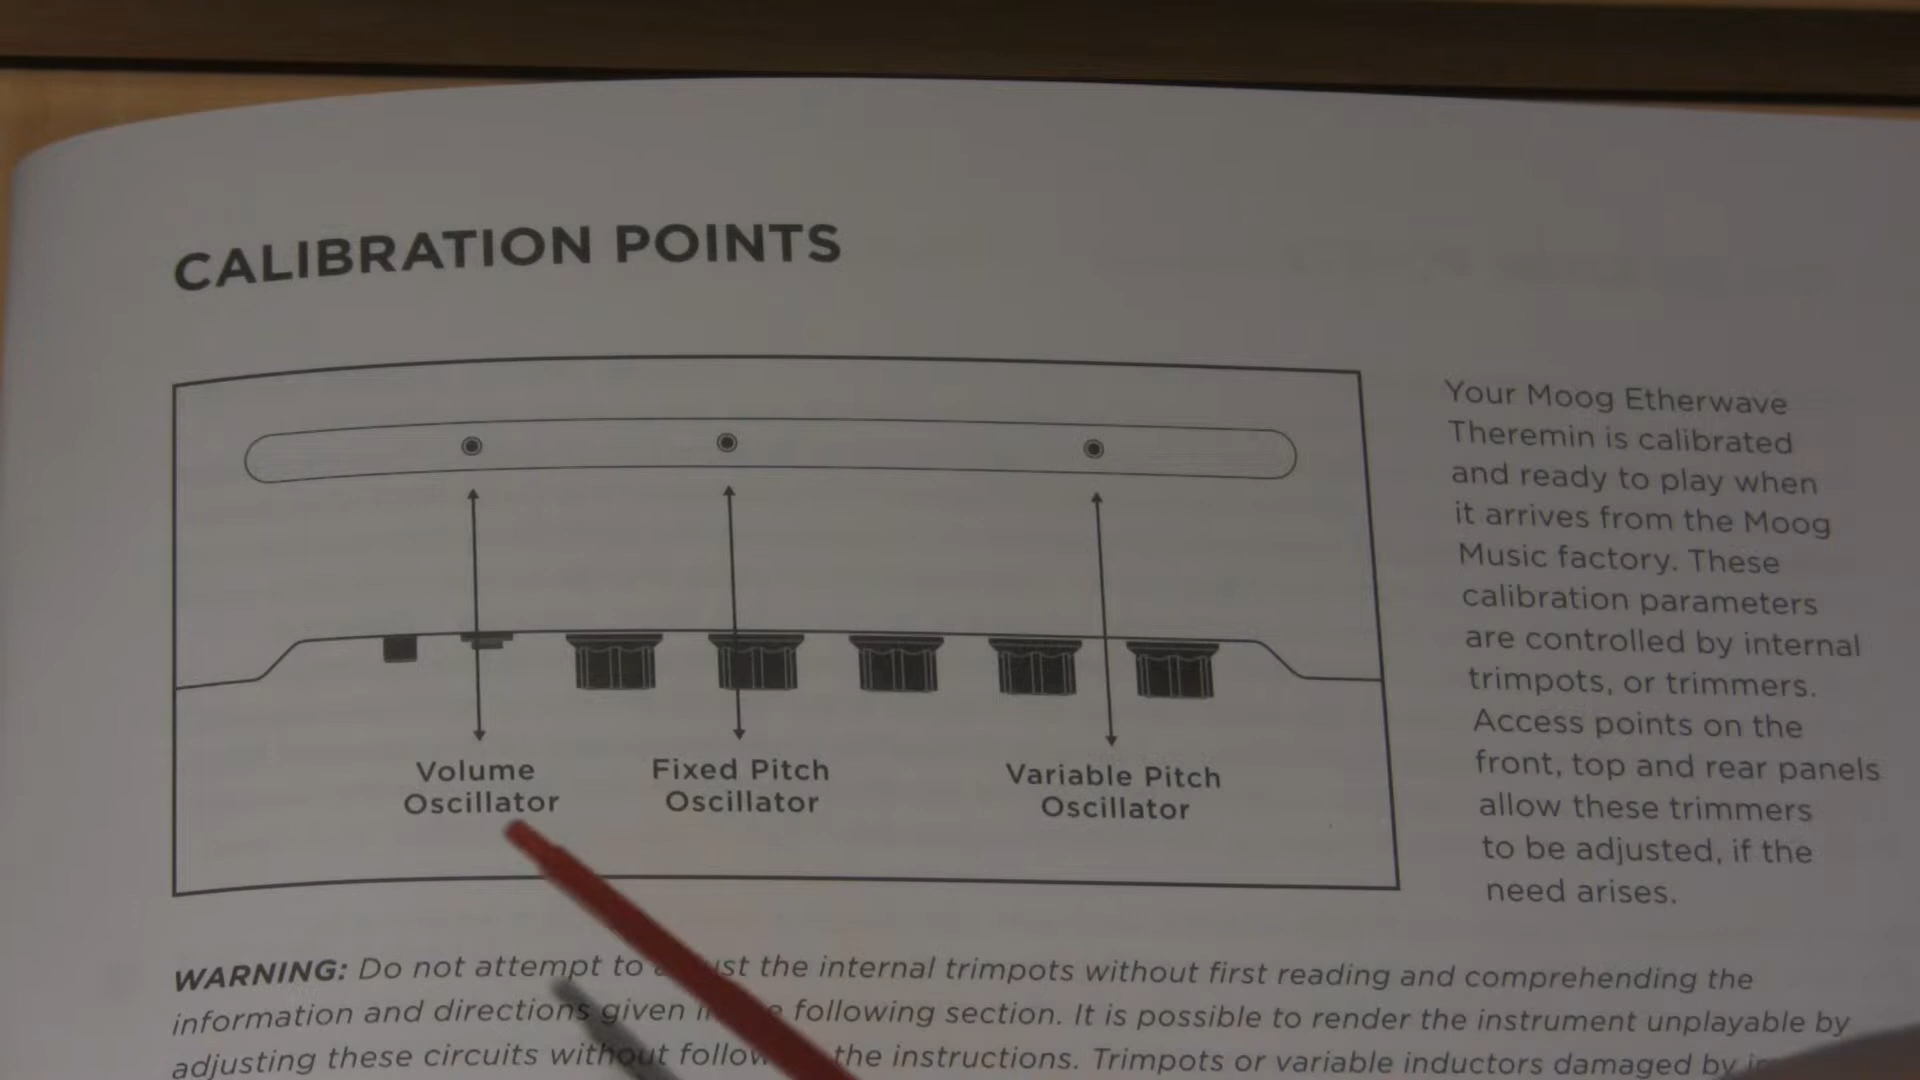 CALIBRATION POINTS
Volume
Oscillator
Fixed Pitch
Oscillator
Variable Pitch
Oscillator
Your Moog Etherwave
Theremin is calibrated
and ready to play when
it arrives from the Moog
Music factory. These
calibration parameters
are controlled by internal
trimpots, or trimmers.
Access points on the
front, top and rear panels
allow these trimmers
to be adjusted, if the
need arises.
WARNING: Do not attempt to the internal trimpots without first reading and comprehending the
information and directions given following section. It is possible to render the instrument unplayable by
adjusting these circuits without the instructions. Trimpots or variable inductors damaged by